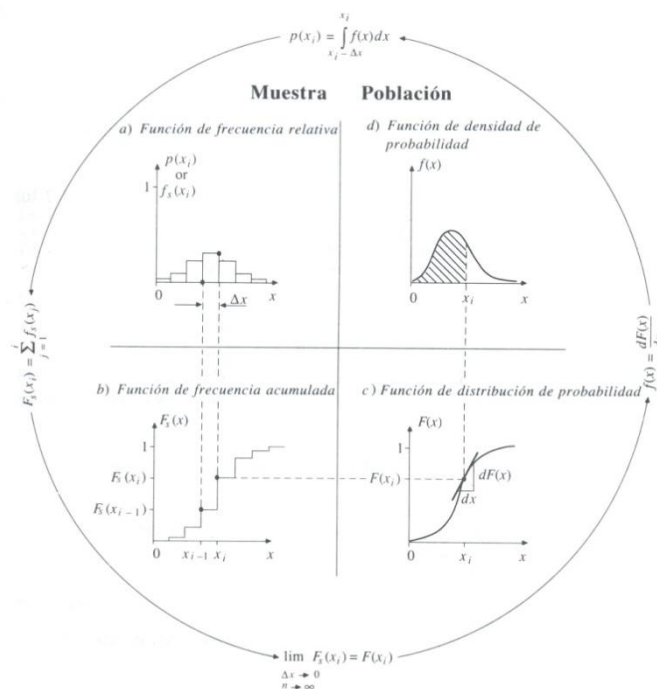 p(x_i) = ∫_{x_i − Δx}^{x_i} f(x)dx
Muestra Población
a) Función de frecuencia relativa
p(x_i)
or
f_s(x_i)
1
0
Δx
x
d) Función de densidad de
probabilidad
f(x)
0
x_i
x
F_s(x_i) = Σ_{j = 1}^{i} f_s(x_j)
f(x) = dF(x)
b) Función de frecuencia acumulada
F_s(x)
1
F_s(x_i)
F_s(x_{i − 1})
0
x_{i − 1}
x_i
x
c) Función de distribución de probabilidad
F(x)
1
F(x_i)
dF(x)
dx
0
x_i
x
lim F_s(x_i) = F(x_i)
Δx → 0
n → ∞